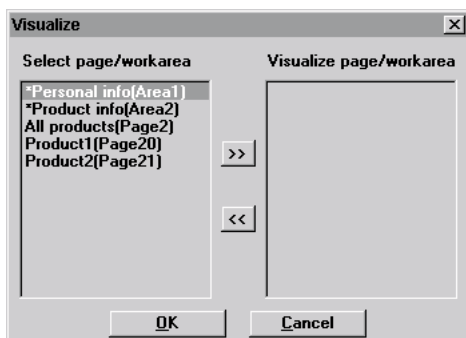 Visualize
Select page/workarea
Visualize page/workarea
*Personal info(Area1)
*Product info(Area2)
All products(Page2)
Product1(Page20)
Product2(Page21)
>>
<<
OK
Cancel